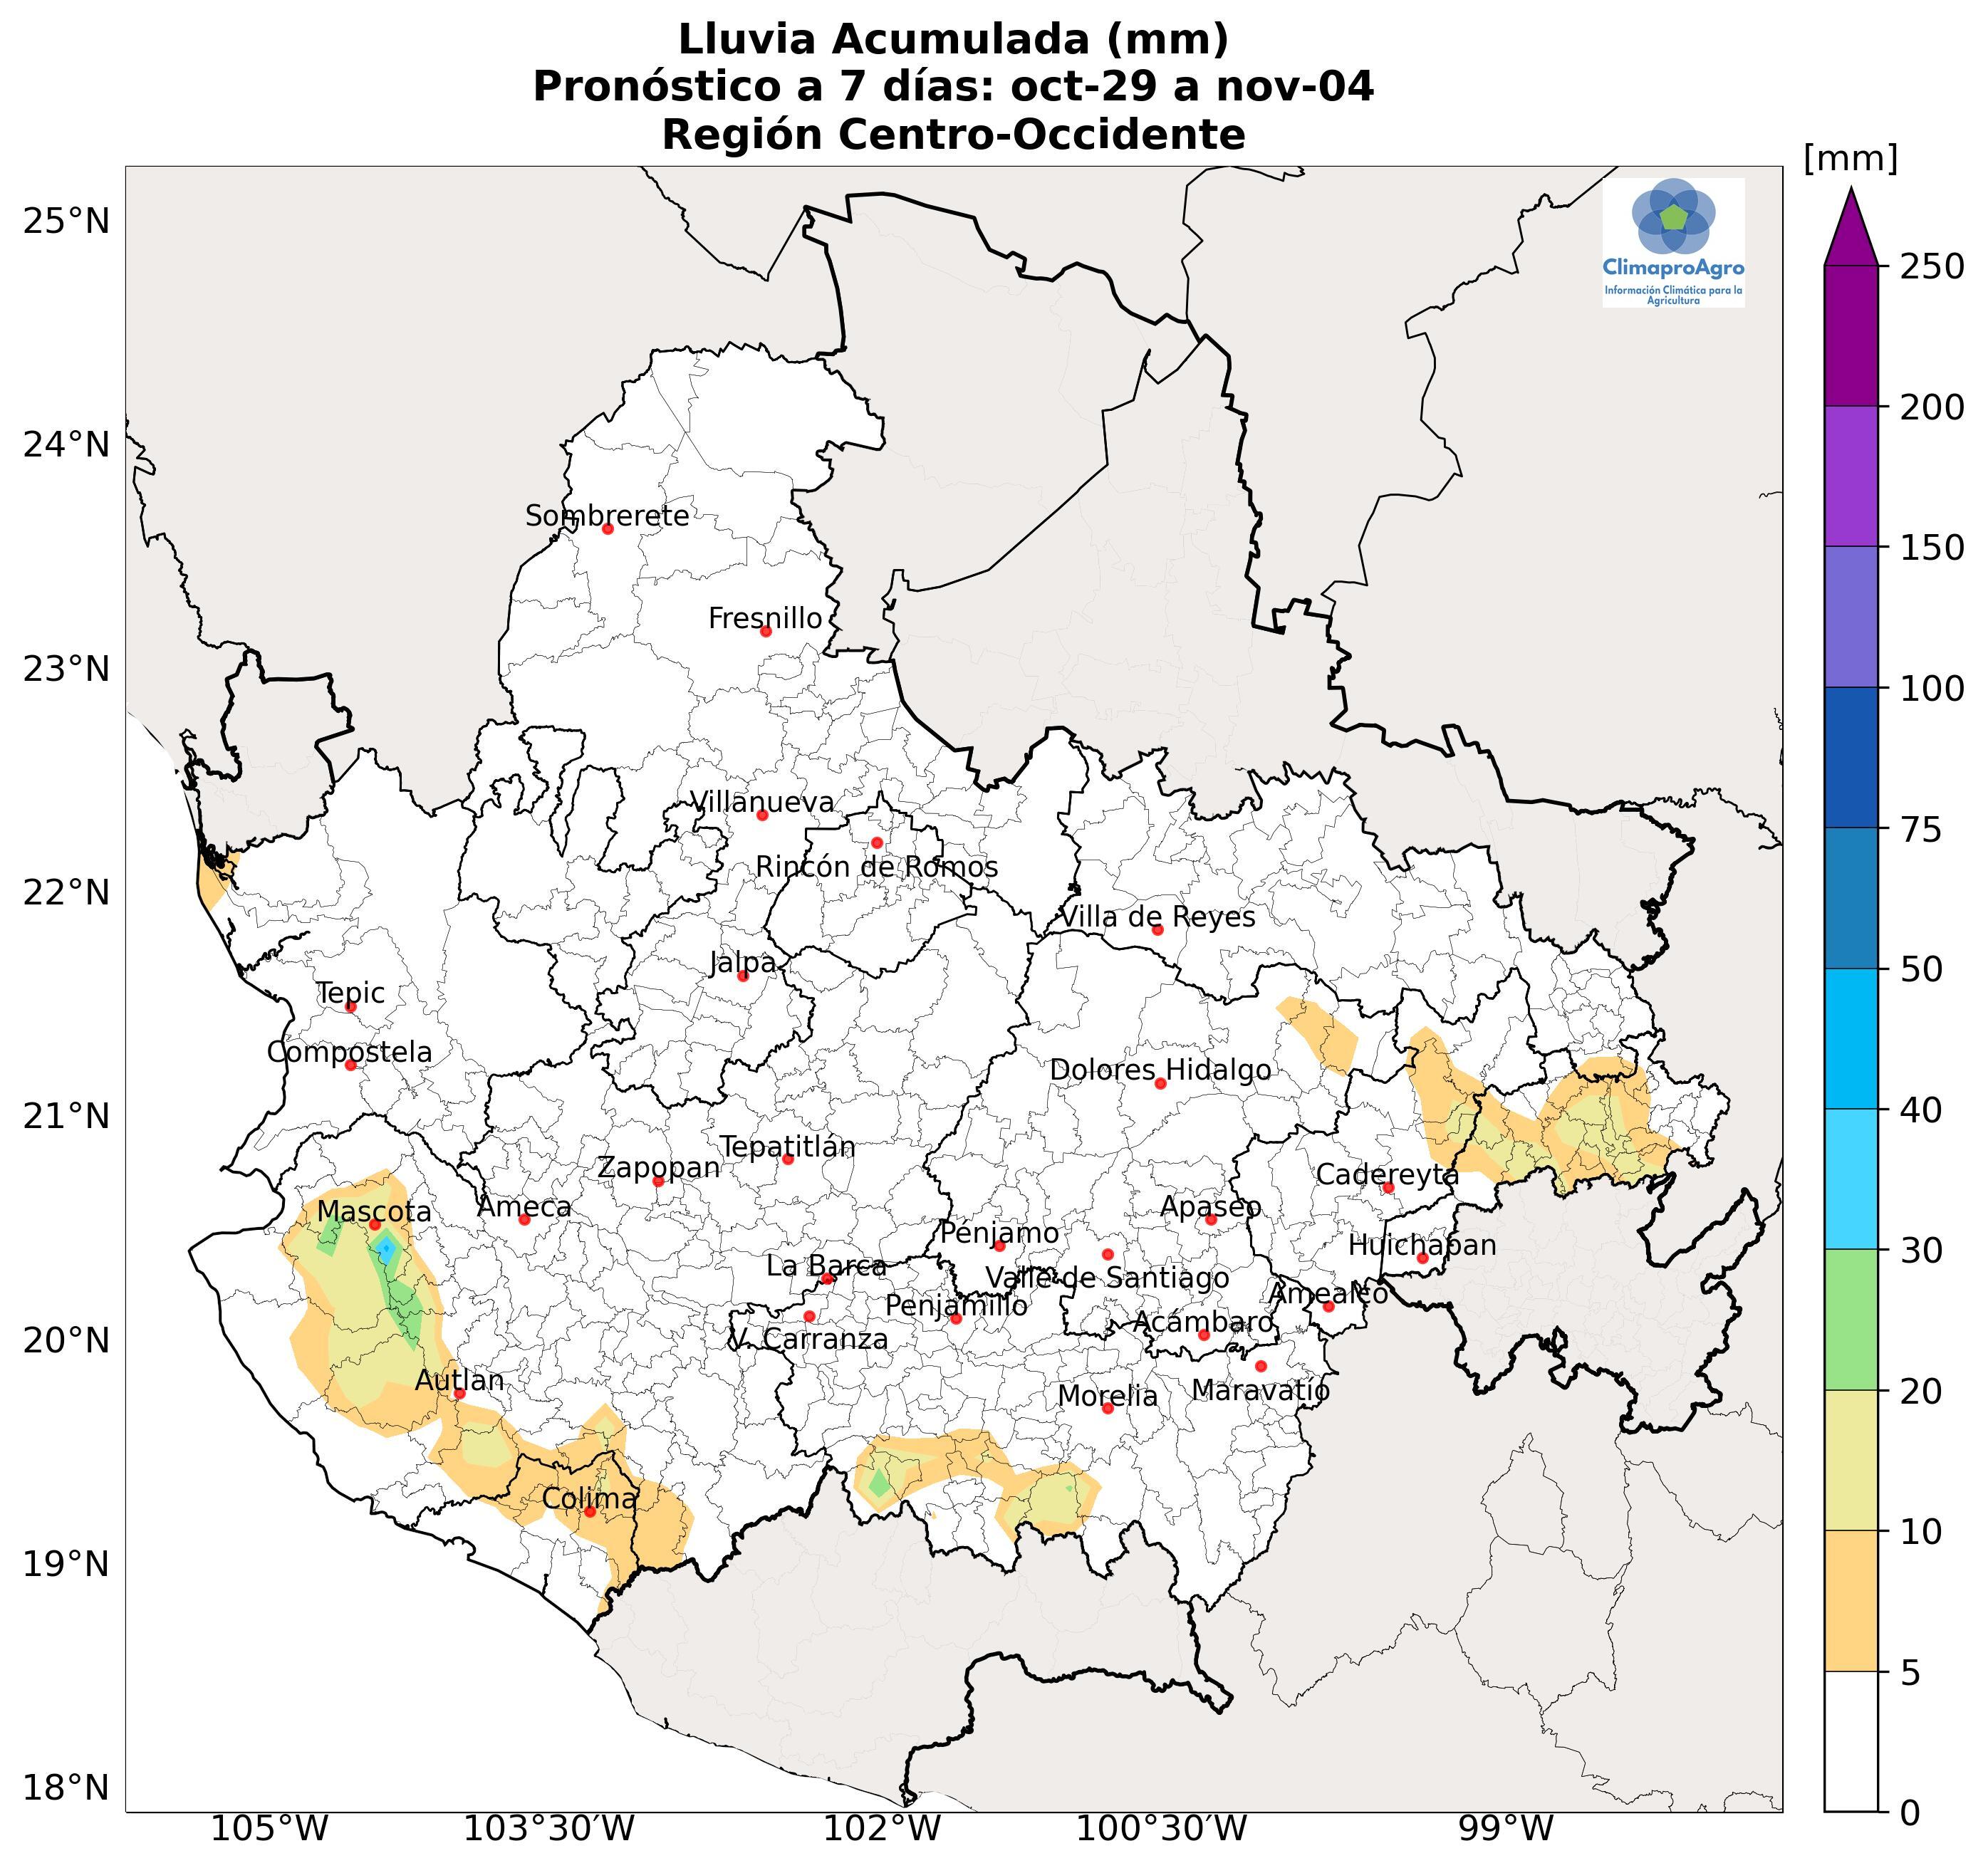 Lluvia Acumulada (mm)
Pronóstico a 7 días: oct-29 a nov-04
Región Centro-Occidente
[mm]
25°N
ClimaproAgro
Información Climática para la
Agricultura
250
200
24°N
150
Sombrerete
Fresnillo
23°N
100
Villanueva
75
Rincón de Romos
22°N
Villa de Reyes
Jalpa
50
Tepic
Compostela
Dolores Hidalgo
21°N
40
Tepatitlán
Zapopan
Cadereyta
Mascota
Ameca
Apaseo
Pénjamo
Huichapan
30
La Barca
Valle de Santiago
Amealco
Penjamillo
Acámbaro
20°N
V. Carranza
Autlan
Maravatío
20
Morelia
Colima
10
19°N
5
18°N
0
105°W
103°30'W
102°W
100°30'W
99°W